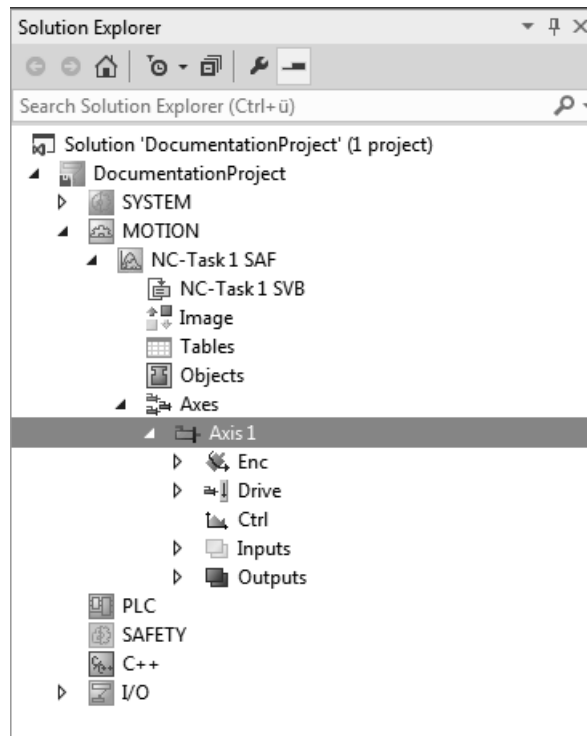 Solution Explorer
Search Solution Explorer (Ctrl+ü)
Solution 'DocumentationProject' (1 project)
DocumentationProject
SYSTEM
MOTION
NC-Task 1 SAF
NC-Task 1 SVB
Image
Tables
Objects
Axes
Axis 1
Enc
Drive
Ctrl
Inputs
Outputs
PLC
SAFETY
C++
I/O